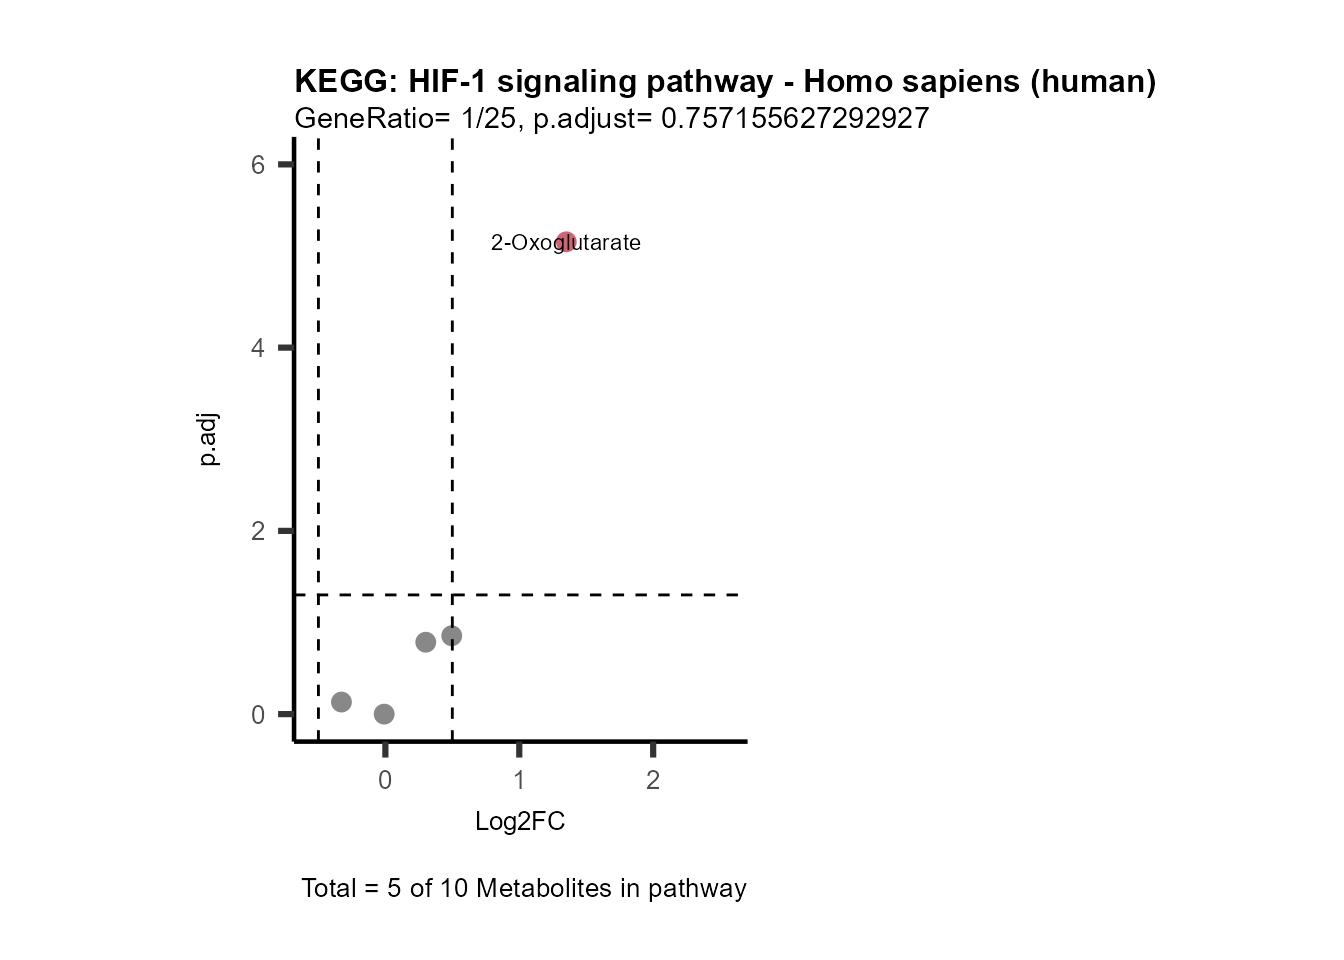 KEGG: HIF-1 signaling pathway - Homo sapiens (human)
GeneRatio= 1/25, p.adjust= 0.757155627292927
6
2-Oxoglutarate
4
p.adj
2
0
0 1 2
Log2FC
Total = 5 of 10 Metabolites in pathway